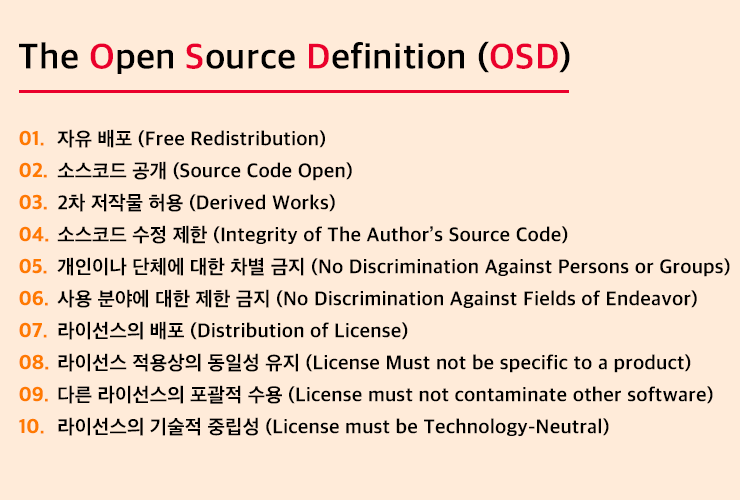 The Open Source Definition (OSD)
01. 자유 배포 (Free Redistribution)
02. 소스코드 공개 (Source Code Open)
03. 2차 저작물 허용 (Derived Works)
04. 소스코드 수정 제한 (Integrity of The Author’s Source Code)
05. 개인이나 단체에 대한 차별 금지 (No Discrimination Against Persons or Groups)
06. 사용 분야에 대한 제한 금지 (No Discrimination Against Fields of Endeavor)
07. 라이선스의 배포 (Distribution of License)
08. 라이선스 적용상의 동일성 유지 (License Must not be specific to a product)
09. 다른 라이선스의 포괄적 수용 (License must not contaminate other software)
10. 라이선스의 기술적 중립성 (License must be Technology-Neutral)